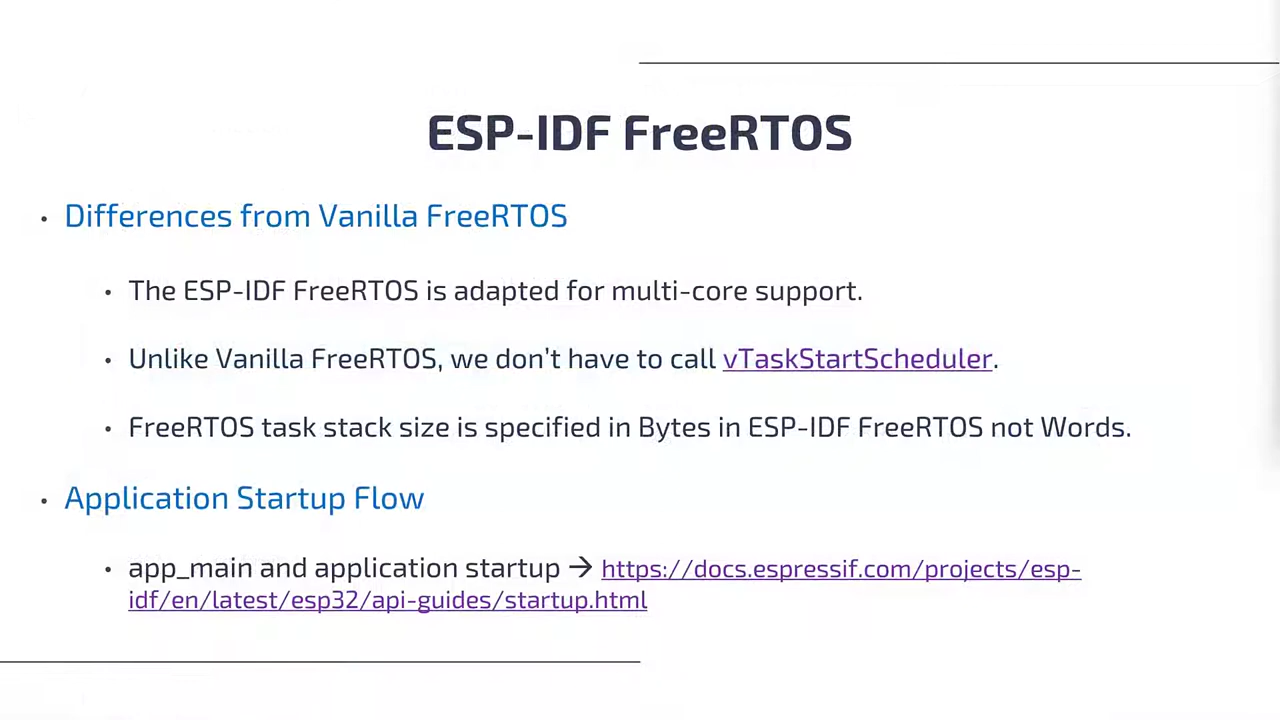 ESP-IDF FreeRTOS
• Differences from Vanilla FreeRTOS
• The ESP-IDF FreeRTOS is adapted for multi-core support.
• Unlike Vanilla FreeRTOS, we don’t have to call vTaskStartScheduler.
• FreeRTOS task stack size is specified in Bytes in ESP-IDF FreeRTOS not Words.
• Application Startup Flow
• app_main and application startup → https://docs.espressif.com/projects/esp-
idf/en/latest/esp32/api-guides/startup.html